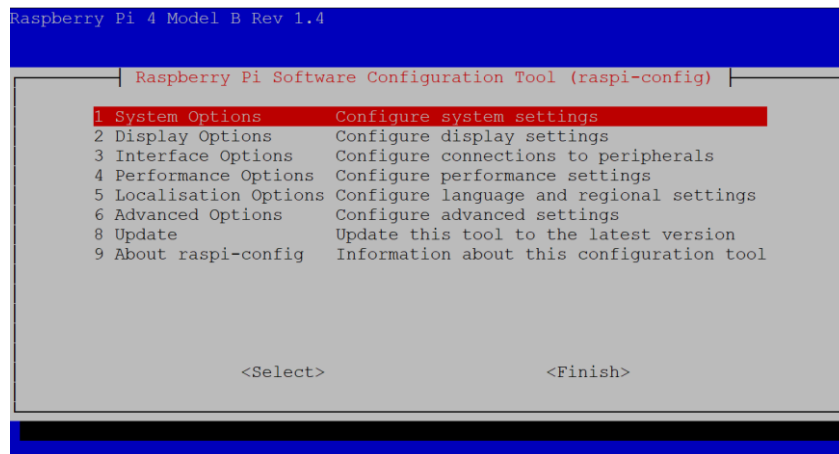 Raspberry Pi 4 Model B Rev 1.4
Raspberry Pi Software Configuration Tool (raspi-config)
1 System Options Configure system settings
2 Display Options Configure display settings
3 Interface Options Configure connections to peripherals
4 Performance Options Configure performance settings
5 Localisation Options Configure language and regional settings
6 Advanced Options Configure advanced settings
8 Update Update this tool to the latest version
9 About raspi-config Information about this configuration tool
<Select> <Finish>